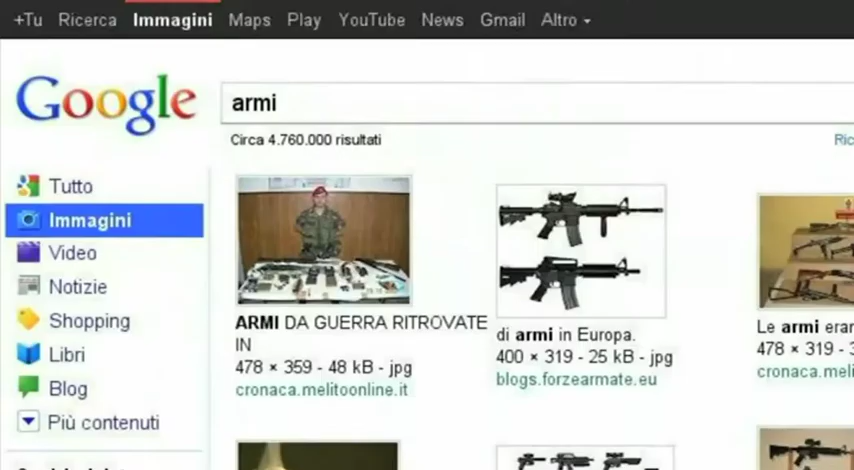 +Tu Ricerca Immagini Maps Play YouTube News Gmail Altro
Google
armi
Circa 4.760.000 risultati
Ric
Tutto
Immagini
Video
Notizie
Shopping
Libri
Blog
Più contenuti
ARMI DA GUERRA RITROVATE
IN
478 × 359 - 48 kB - jpg
cronaca.melitoonline.it
di armi in Europa.
400 × 319 - 25 kB - jpg
blogs.forzearmate.eu
Le armi erar
478 × 319 - 3
cronaca.meli